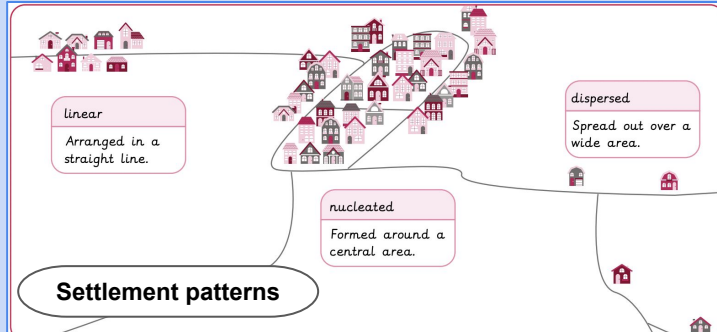 linear
Arranged in a
straight line.
dispersed
Spread out over a
wide area.
nucleated
Formed around a
central area.
Settlement patterns